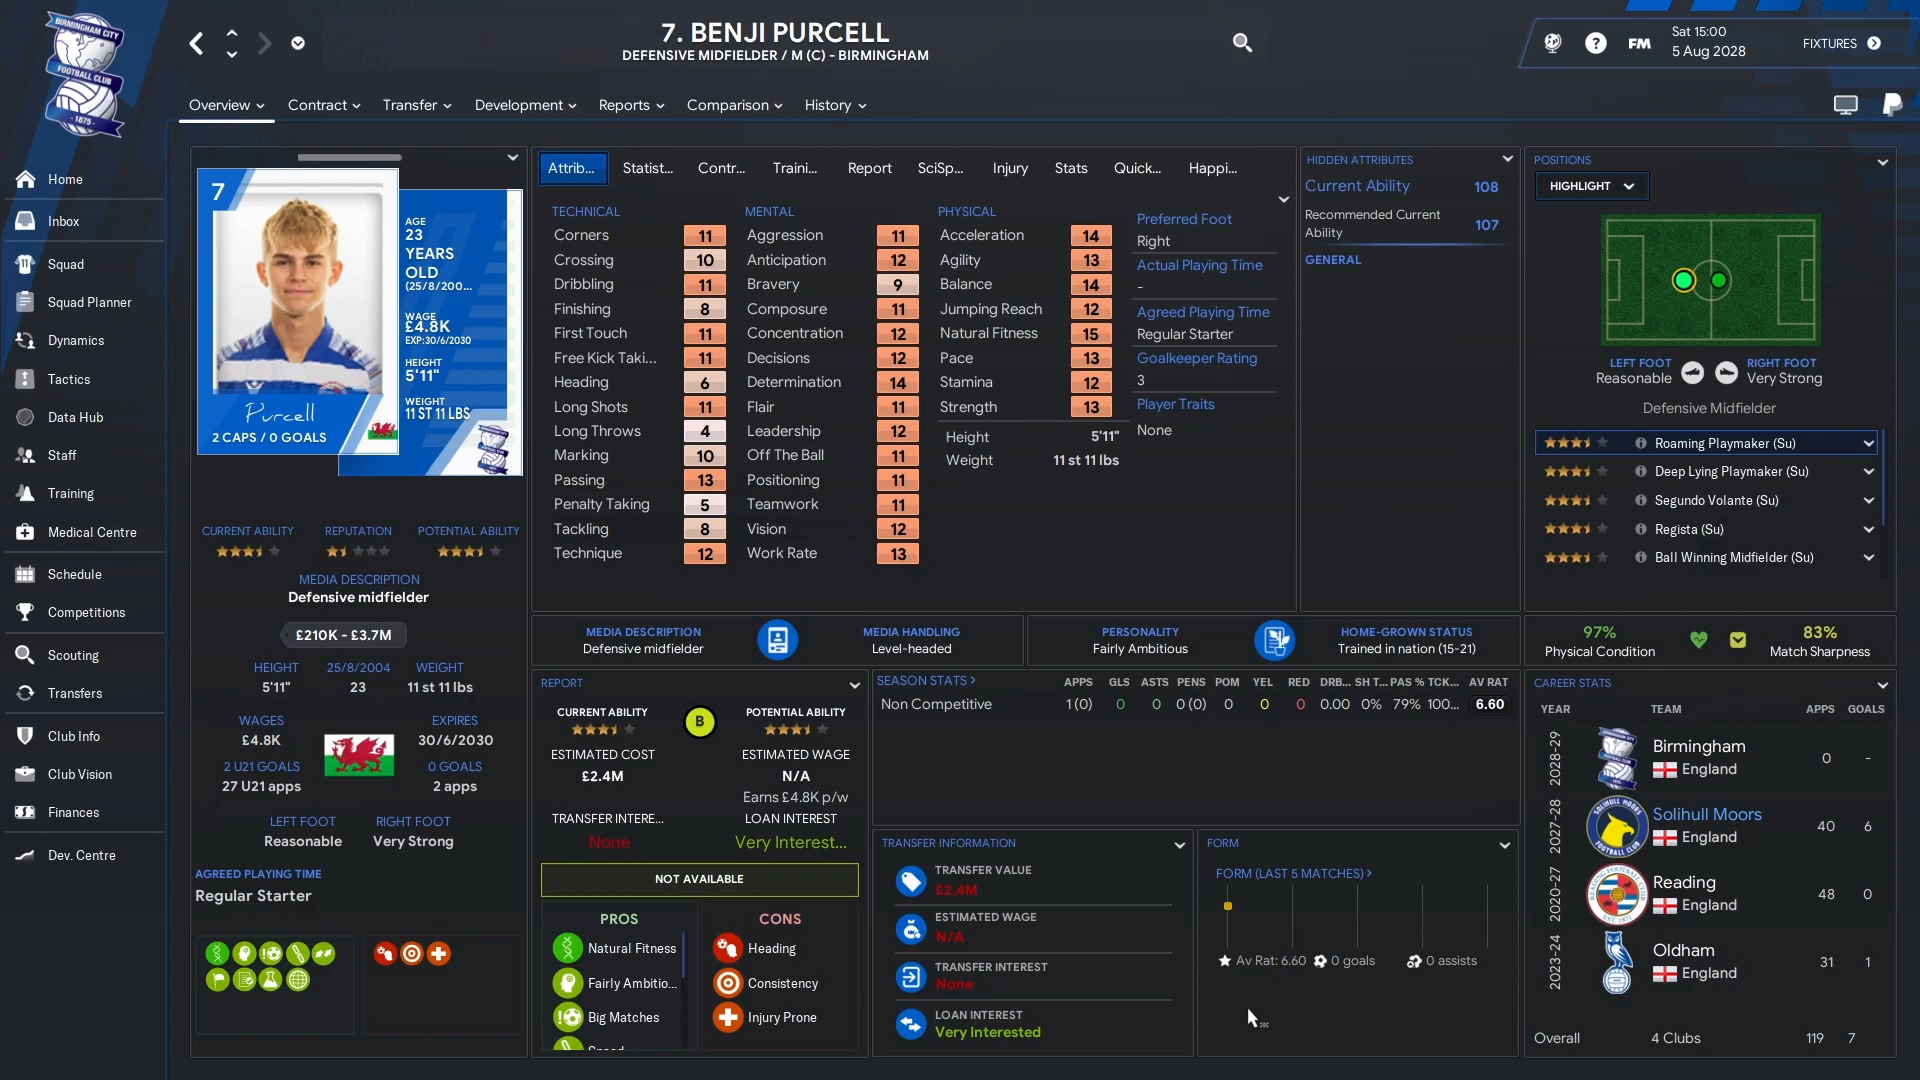 7. BENJI PURCELL
DEFENSIVE MIDFIELDER / M (C) - BIRMINGHAM
FM
Sat 15:00
5 Aug 2028
FIXTURES
BIRMINGHAM CITY
FOOTBALL CLUB
- 1875 -
Overview
Contract
Transfer
Development
Reports
Comparison
History
Home
Inbox
Squad
Squad Planner
Dynamics
Tactics
Data Hub
Staff
Training
Medical Centre
Schedule
Competitions
Scouting
Transfers
Club Info
Club Vision
Finances
Dev. Centre
7
AGE
23
YEARS
OLD
(25/8/200...
WAGE
£4.8K
EXP:30/6/2030
HEIGHT
5'11"
WEIGHT
11 ST 11 LBS
Purcell
2 CAPS / 0 GOALS
CURRENT ABILITY
REPUTATION
POTENTIAL ABILITY
MEDIA DESCRIPTION
Defensive midfielder
£210K - £3.7M
HEIGHT 25/8/2004 WEIGHT
5'11" 23 11 st 11 lbs
WAGES EXPIRES
£4.8K 30/6/2030
2 U21 GOALS 0 GOALS
27 U21 apps 2 apps
LEFT FOOT RIGHT FOOT
Reasonable Very Strong
AGREED PLAYING TIME
Regular Starter
Attrib... Statist... Contr... Traini... Report SciSp... Injury Stats Quick... Happi...
TECHNICAL
Corners 11
Crossing 10
Dribbling 11
Finishing 8
First Touch 11
Free Kick Taki... 11
Heading 6
Long Shots 11
Long Throws 4
Marking 10
Passing 13
Penalty Taking 5
Tackling 8
Technique 12
MENTAL
Aggression 11
Anticipation 12
Bravery 9
Composure 11
Concentration 12
Decisions 12
Determination 14
Flair 11
Leadership 12
Off The Ball 11
Positioning 11
Teamwork 11
Vision 12
Work Rate 13
PHYSICAL
Acceleration 14
Agility 13
Balance 14
Jumping Reach 12
Natural Fitness 15
Pace 13
Stamina 12
Strength 13
Height 5'11"
Weight 11 st 11 lbs
Preferred Foot
Right
Actual Playing Time
-
Agreed Playing Time
Regular Starter
Goalkeeper Rating
3
Player Traits
None
HIDDEN ATTRIBUTES
Current Ability 108
Recommended Current
Ability 107
GENERAL
POSITIONS
HIGHLIGHT
LEFT FOOT RIGHT FOOT
Reasonable Very Strong
Defensive Midfielder
Roaming Playmaker (Su)
Deep Lying Playmaker (Su)
Segundo Volante (Su)
Regista (Su)
Ball Winning Midfielder (Su)
MEDIA DESCRIPTION
Defensive midfielder
MEDIA HANDLING
Level-headed
PERSONALITY
Fairly Ambitious
HOME-GROWN STATUS
Trained in nation (15-21)
97%
Physical Condition
83%
Match Sharpness
REPORT
CURRENT ABILITY
B
POTENTIAL ABILITY
ESTIMATED COST ESTIMATED WAGE
£2.4M N/A
Earns £4.8K p/w
TRANSFER INTERE... LOAN INTEREST
None Very Interest...
NOT AVAILABLE
PROS
Natural Fitness
Fairly Ambitio...
Big Matches
CONS
Heading
Consistency
Injury Prone
SEASON STATS APPS GLS ASTS PENS POM YEL RED DRB... SH T... PAS % TCK... AV RAT
Non Competitive 1 (0) 0 0 0 (0) 0 0 0 0.00 0% 79% 100... 6.60
TRANSFER INFORMATION
TRANSFER VALUE
£2.4M
ESTIMATED WAGE
N/A
TRANSFER INTEREST
None
LOAN INTEREST
Very Interested
FORM
FORM (LAST 5 MATCHES)
Av Rat: 6.60 0 goals 0 assists
CAREER STATS
YEAR TEAM APPS GOALS
2028-29 Birmingham 0 -
England
2027-28 Solihull Moors 40 6
England
2020-27 Reading 48 0
England
2023-24 Oldham 31 1
England
Overall 4 Clubs 119 7